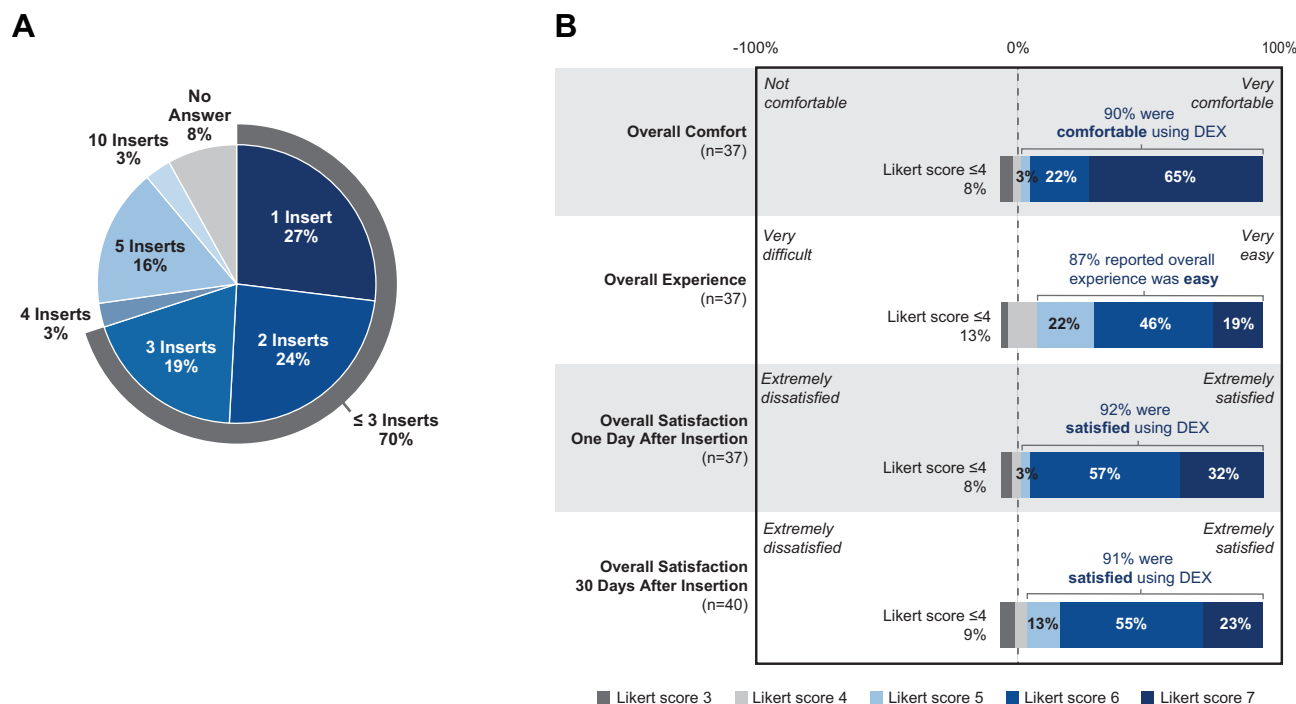 A
No
Answer
8%
10 Inserts
3%
1 Insert
27%
5 Inserts
16%
4 Inserts
3%
3 Inserts
19%
2 Inserts
24%
≤ 3 Inserts
70%
B
-100%
0%
100%
Overall Comfort
(n=37)
Not
comfortable
Very
comfortable
90% were
comfortable using DEX
Likert score ≤4
8%
3%
22%
65%
Overall Experience
(n=37)
Very
difficult
Very
easy
87% reported overall
experience was easy
Likert score ≤4
13%
22%
46%
19%
Overall Satisfaction
One Day After Insertion
(n=37)
Extremely
dissatisfied
Extremely
satisfied
92% were
satisfied using DEX
Likert score ≤4
8%
3%
57%
32%
Overall Satisfaction
30 Days After Insertion
(n=40)
Extremely
dissatisfied
Extremely
satisfied
91% were
satisfied using DEX
Likert score ≤4
9%
13%
55%
23%
Likert score 3
Likert score 4
Likert score 5
Likert score 6
Likert score 7